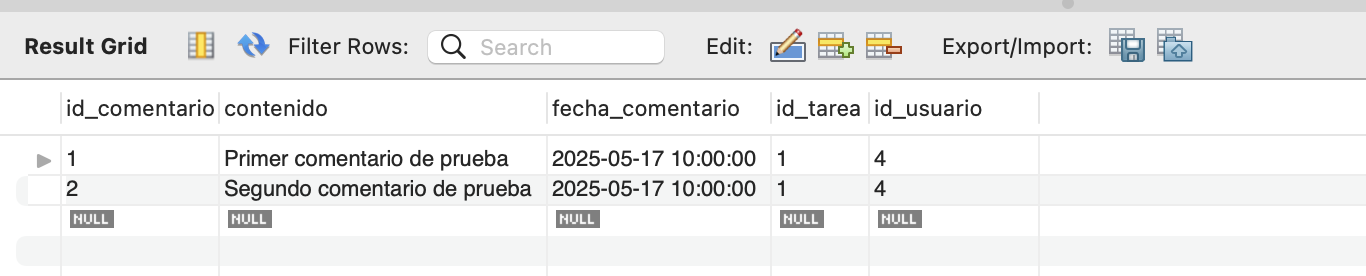 Result Grid Filter Rows: Search Edit: Export/Import:
id_comentario contenido fecha_comentario id_tarea id_usuario
1 Primer comentario de prueba 2025-05-17 10:00:00 1 4
2 Segundo comentario de prueba 2025-05-17 10:00:00 1 4
NULL NULL NULL NULL NULL